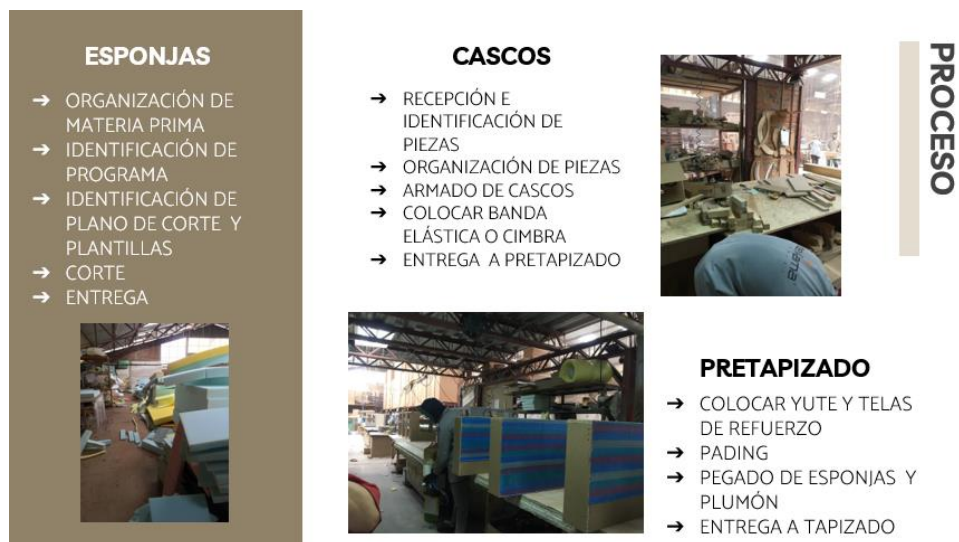 ESPONJAS
➔ ORGANIZACIÓN DE
MATERIA PRIMA
➔ IDENTIFICACIÓN DE
PROGRAMA
➔ IDENTIFICACIÓN DE
PLANO DE CORTE Y
PLANTILLAS
➔ CORTE
➔ ENTREGA
CASCOS
➔ RECEPCIÓN E
IDENTIFICACIÓN DE
PIEZAS
➔ ORGANIZACIÓN DE PIEZAS
➔ ARMADO DE CASCOS
➔ COLOCAR BANDA
ELÁSTICA O CIMBRA
➔ ENTREGA A PRETAPIZADO
PROCESO
PRETAPIZADO
➔ COLOCAR YUTE Y TELAS
DE REFUERZO
➔ PADING
➔ PEGADO DE ESPONJAS Y
PLUMÓN
➔ ENTREGA A TAPIZADO